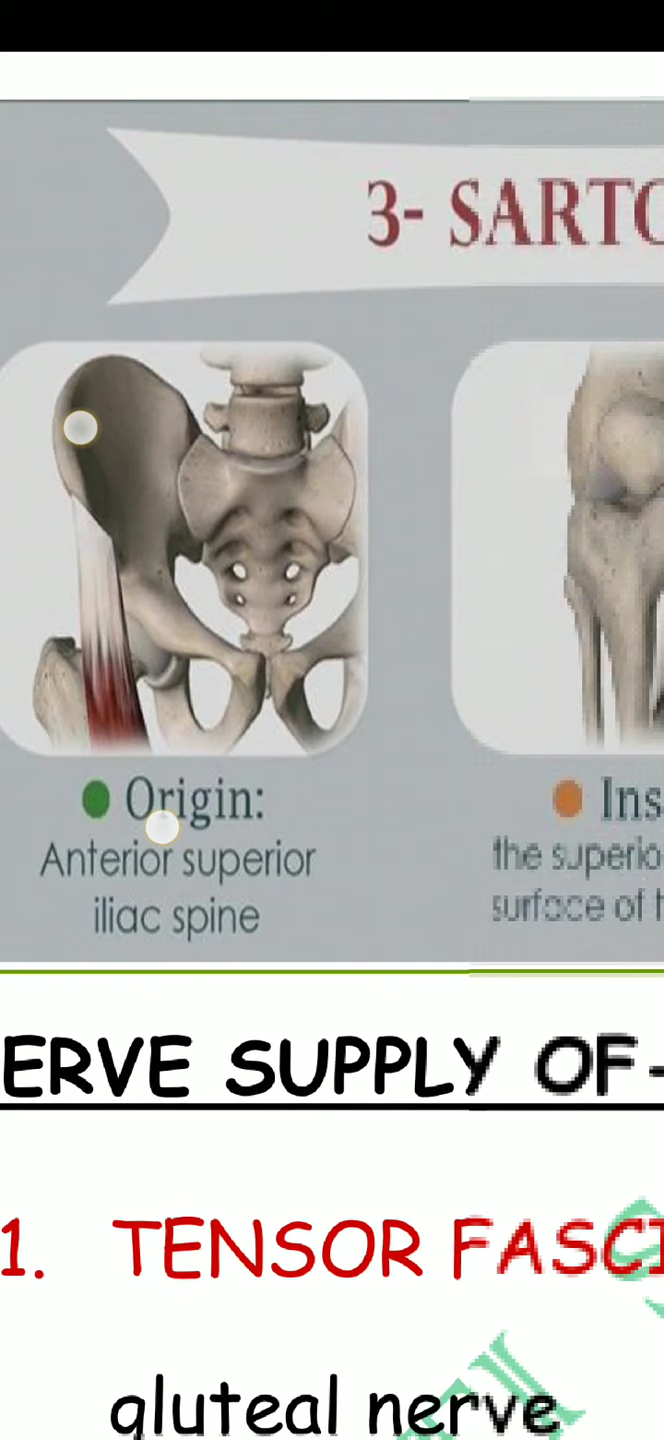 3- SARTO
Origin:
Anterior superior
iliac spine
Ins
the superio
surface of
ERVE SUPPLY OF-
1. TENSOR FASCI
gluteal nerve